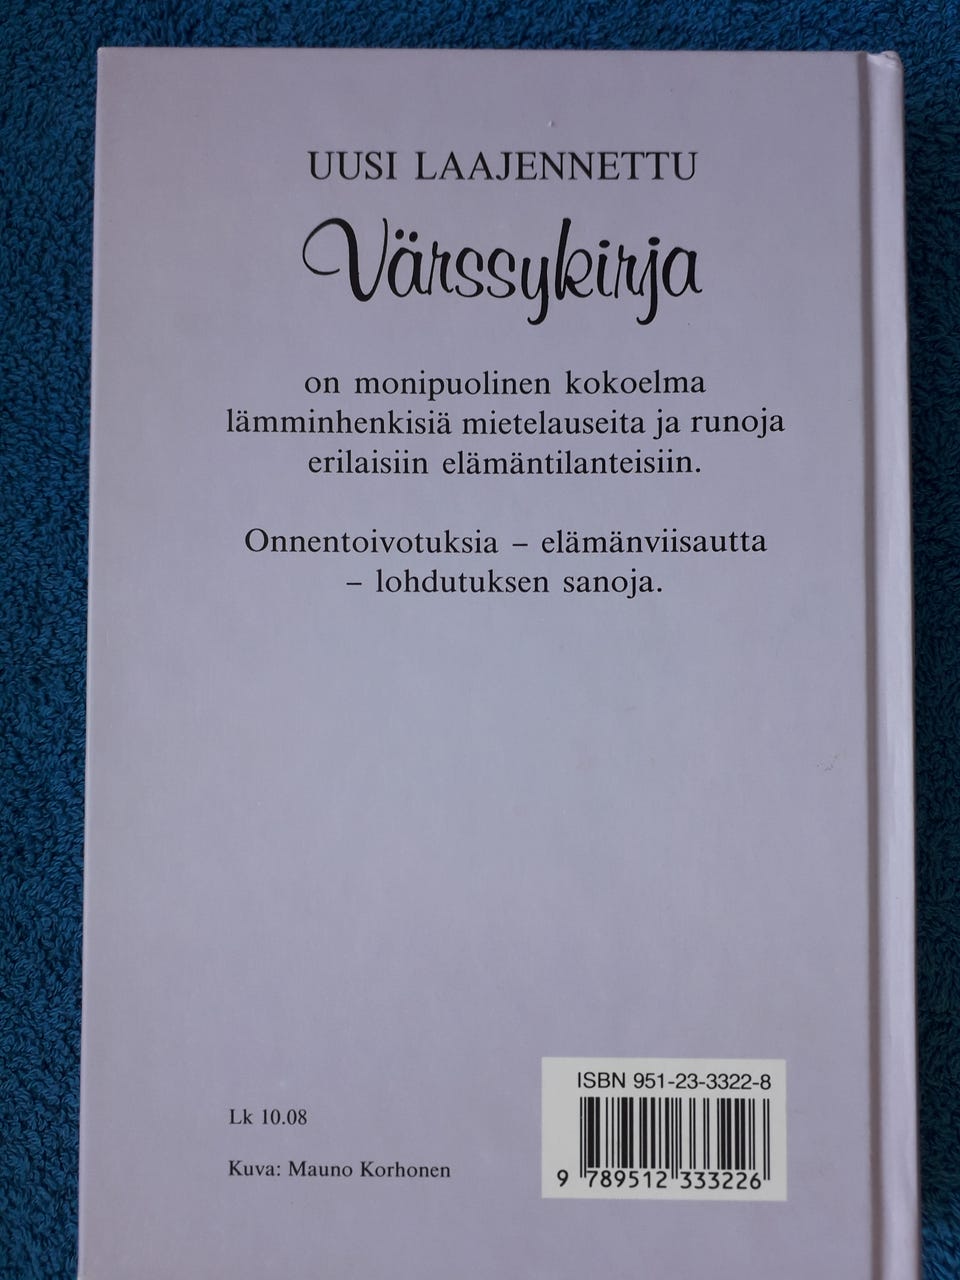 UUSI LAAJENNETTU
Värssykirja
on monipuolinen kokoelma
lämminhenkisiä mietelauseita ja runoja
erilaisiin elämäntilanteisiin.
Onnentoivotuksia – elämänviisautta
– lohdutuksen sanoja.
ISBN 951-23-3322-8
Lk 10.08
Kuva: Mauno Korhonen
9 789512 333226